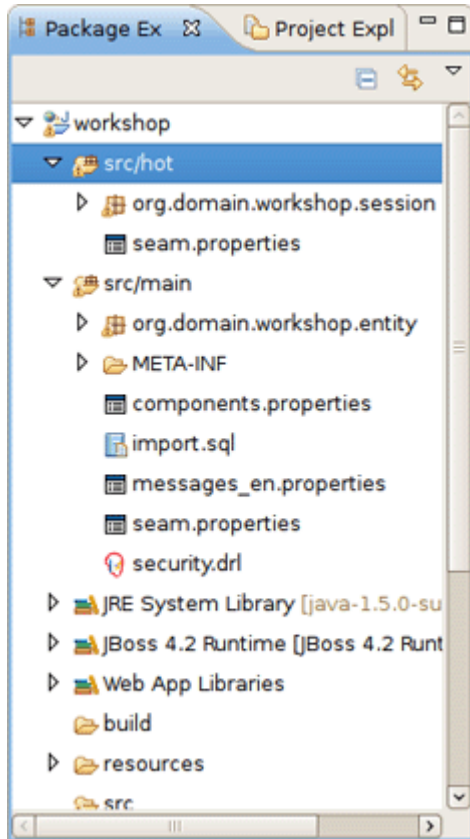 Package Ex Project Expl
workshop
src/hot
org.domain.workshop.session
seam.properties
src/main
org.domain.workshop.entity
META-INF
components.properties
import.sql
messages_en.properties
seam.properties
security.drl
JRE System Library [java-1.5.0-su
JBoss 4.2 Runtime [JBoss 4.2 Runt
Web App Libraries
build
resources
src